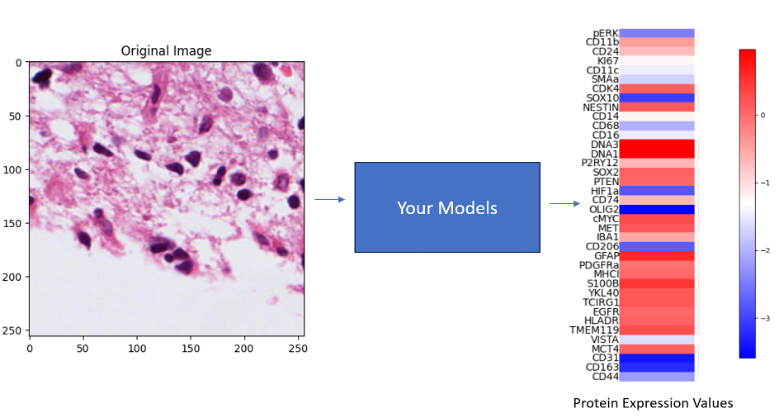 Original Image
0
50
100
150
200
250
0 50 100 150 200 250
Your Models
pERK
CD11b
CD24
KI67
CD11c
SMAa
CDK4
SOX10
NESTIN
CD14
CD68
CD16
DNA3
DNA1
P2RY12
SOX2
PTEN
HIF1a
CD74
OLIG2
cMYC
MET
IBA1
CD206
GFAP
PDGFRa
MHCI
S100B
YKL40
TCIRG1
EGFR
HLADR
TMEM119
VISTA
MCT4
CD31
CD163
CD44
0
−1
−2
−3
Protein Expression Values